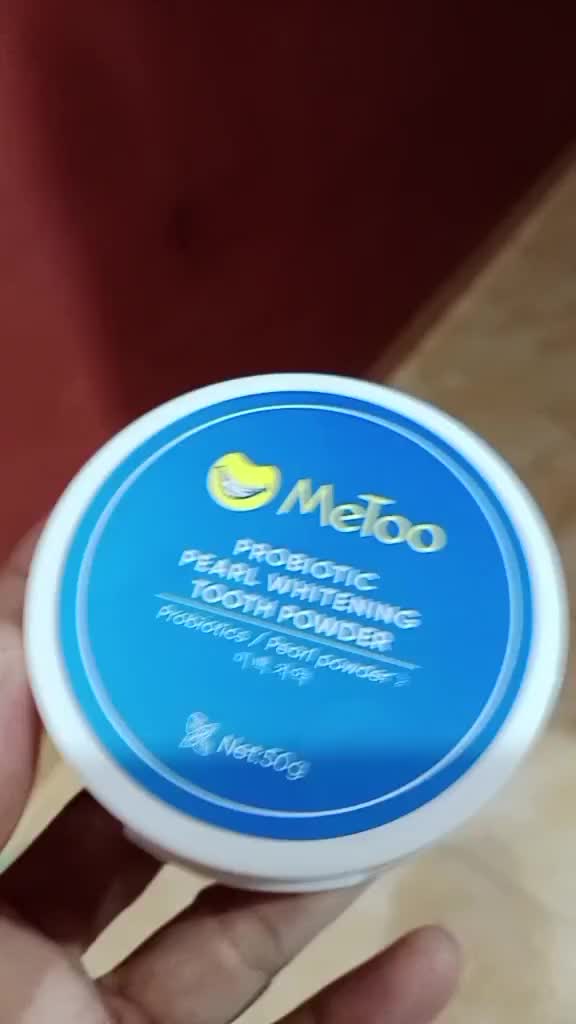 MeToo
PROBIOTIC
PEARL WHITENING
TOOTH POWDER
Probiotics / Pearl powder
Net:50g